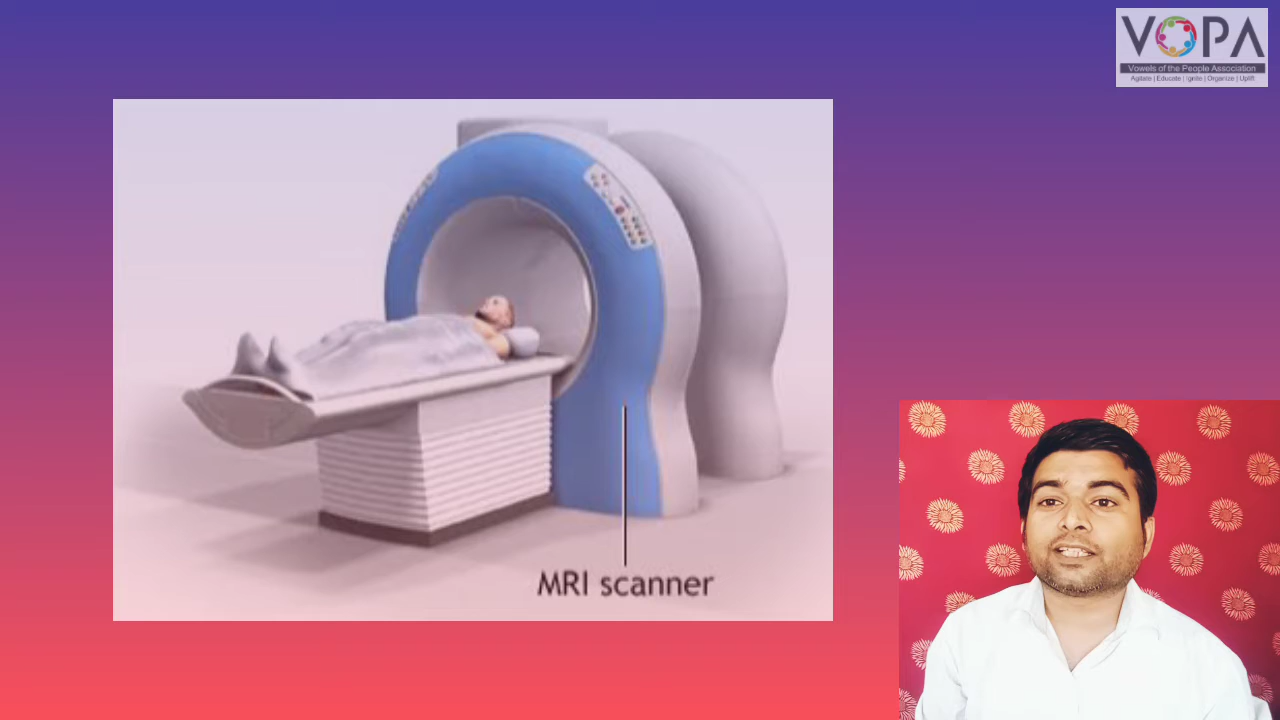 VOPA
Vowels of the People Association
Agitate | Educate | Ignite | Organize | Uplift
MRI scanner